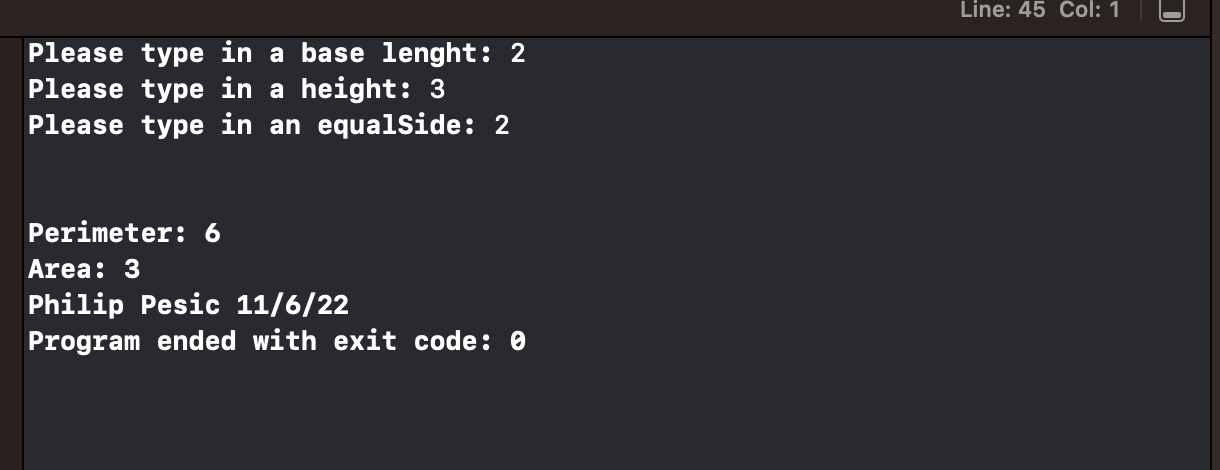 Line: 45 Col: 1
Please type in a base lenght: 2
Please type in a height: 3
Please type in an equalSide: 2
Perimeter: 6
Area: 3
Philip Pesic 11/6/22
Program ended with exit code: 0